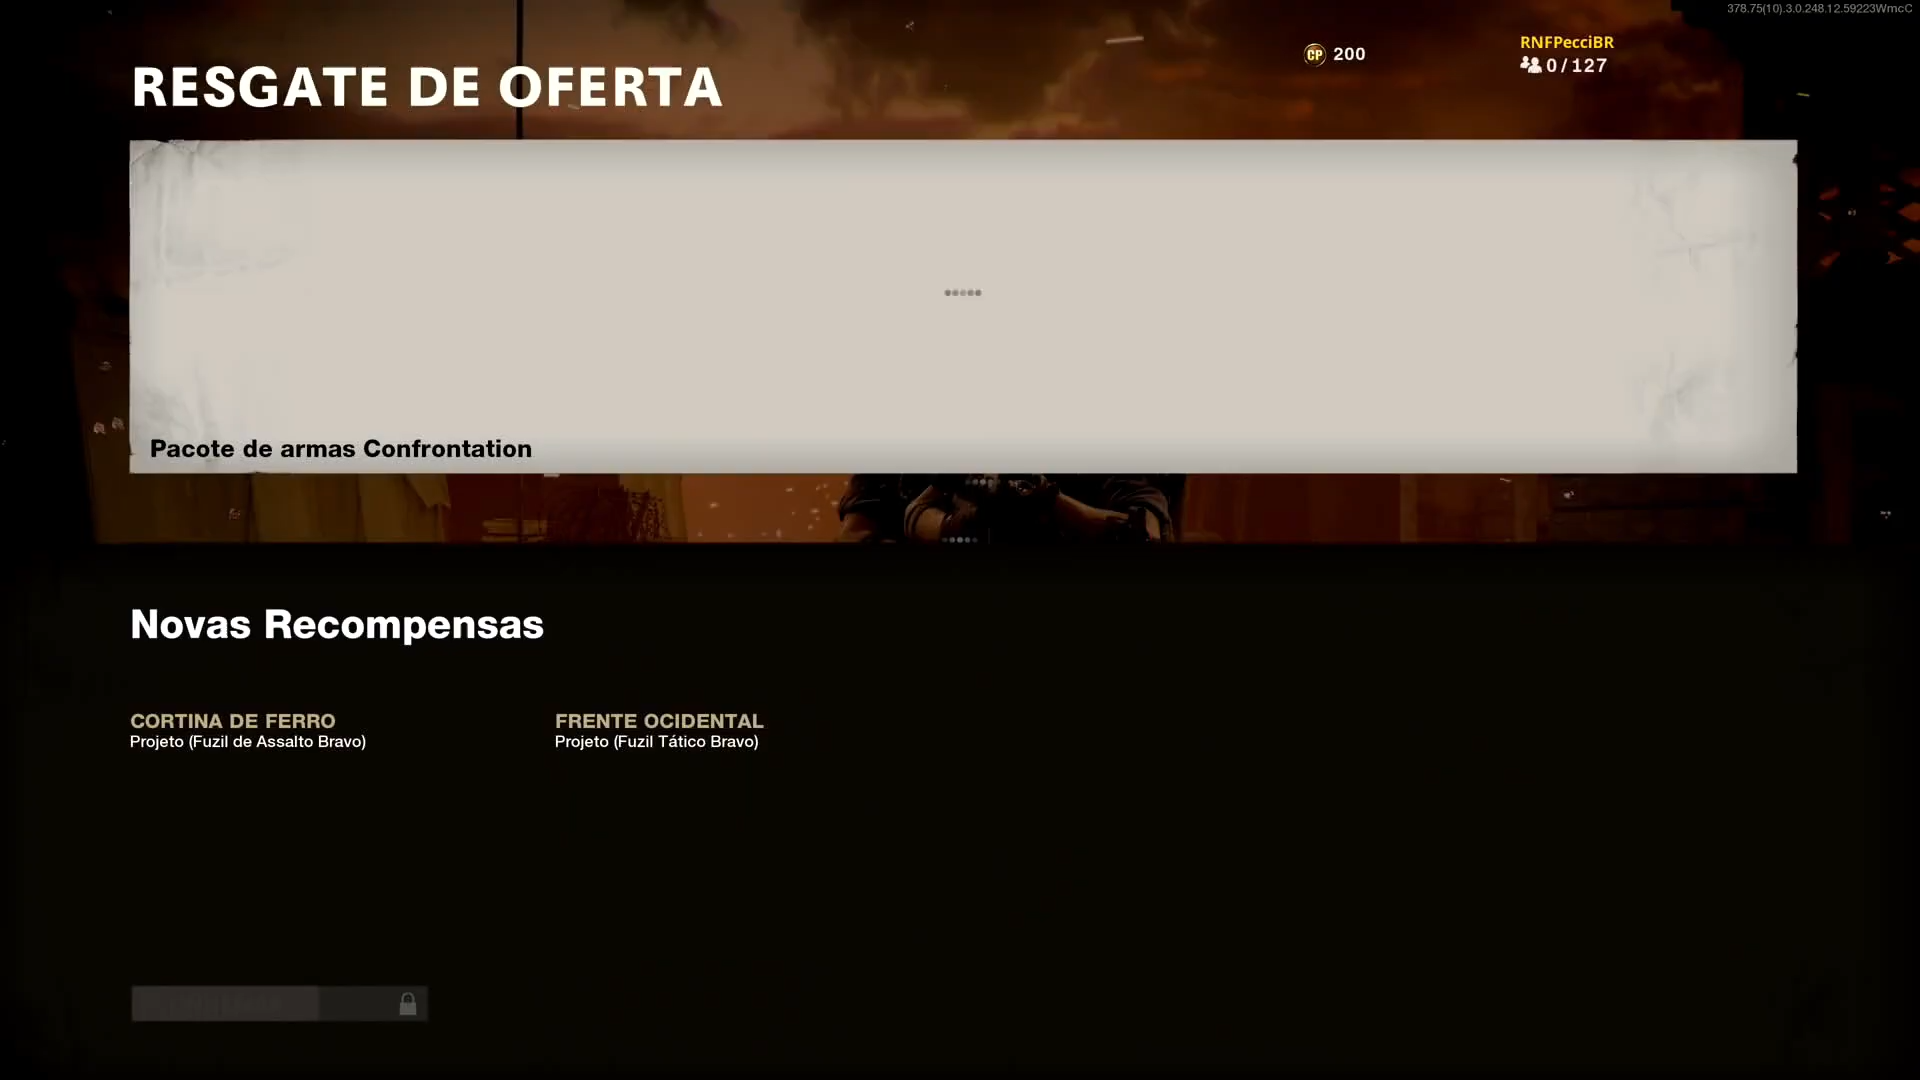 378.75(10).3.0.248.12.59223WmcC
RESGATE DE OFERTA
CP 200
RNFPecciBR
0/127
Pacote de armas Confrontation
Novas Recompensas
CORTINA DE FERRO
Projeto (Fuzil de Assalto Bravo)
FRENTE OCIDENTAL
Projeto (Fuzil Tático Bravo)